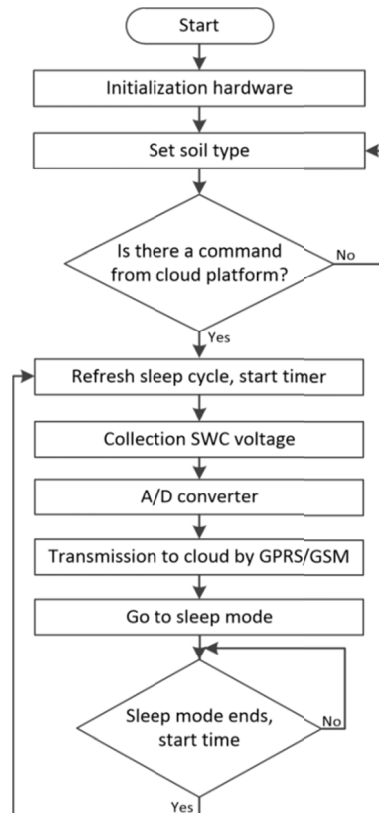 Start
Initialization hardware
Set soil type
Is there a command
from cloud platform?
No
Yes
Refresh sleep cycle, start timer
Collection SWC voltage
A/D converter
Transmission to cloud by GPRS/GSM
Go to sleep mode
Sleep mode ends,
start time
No
Yes